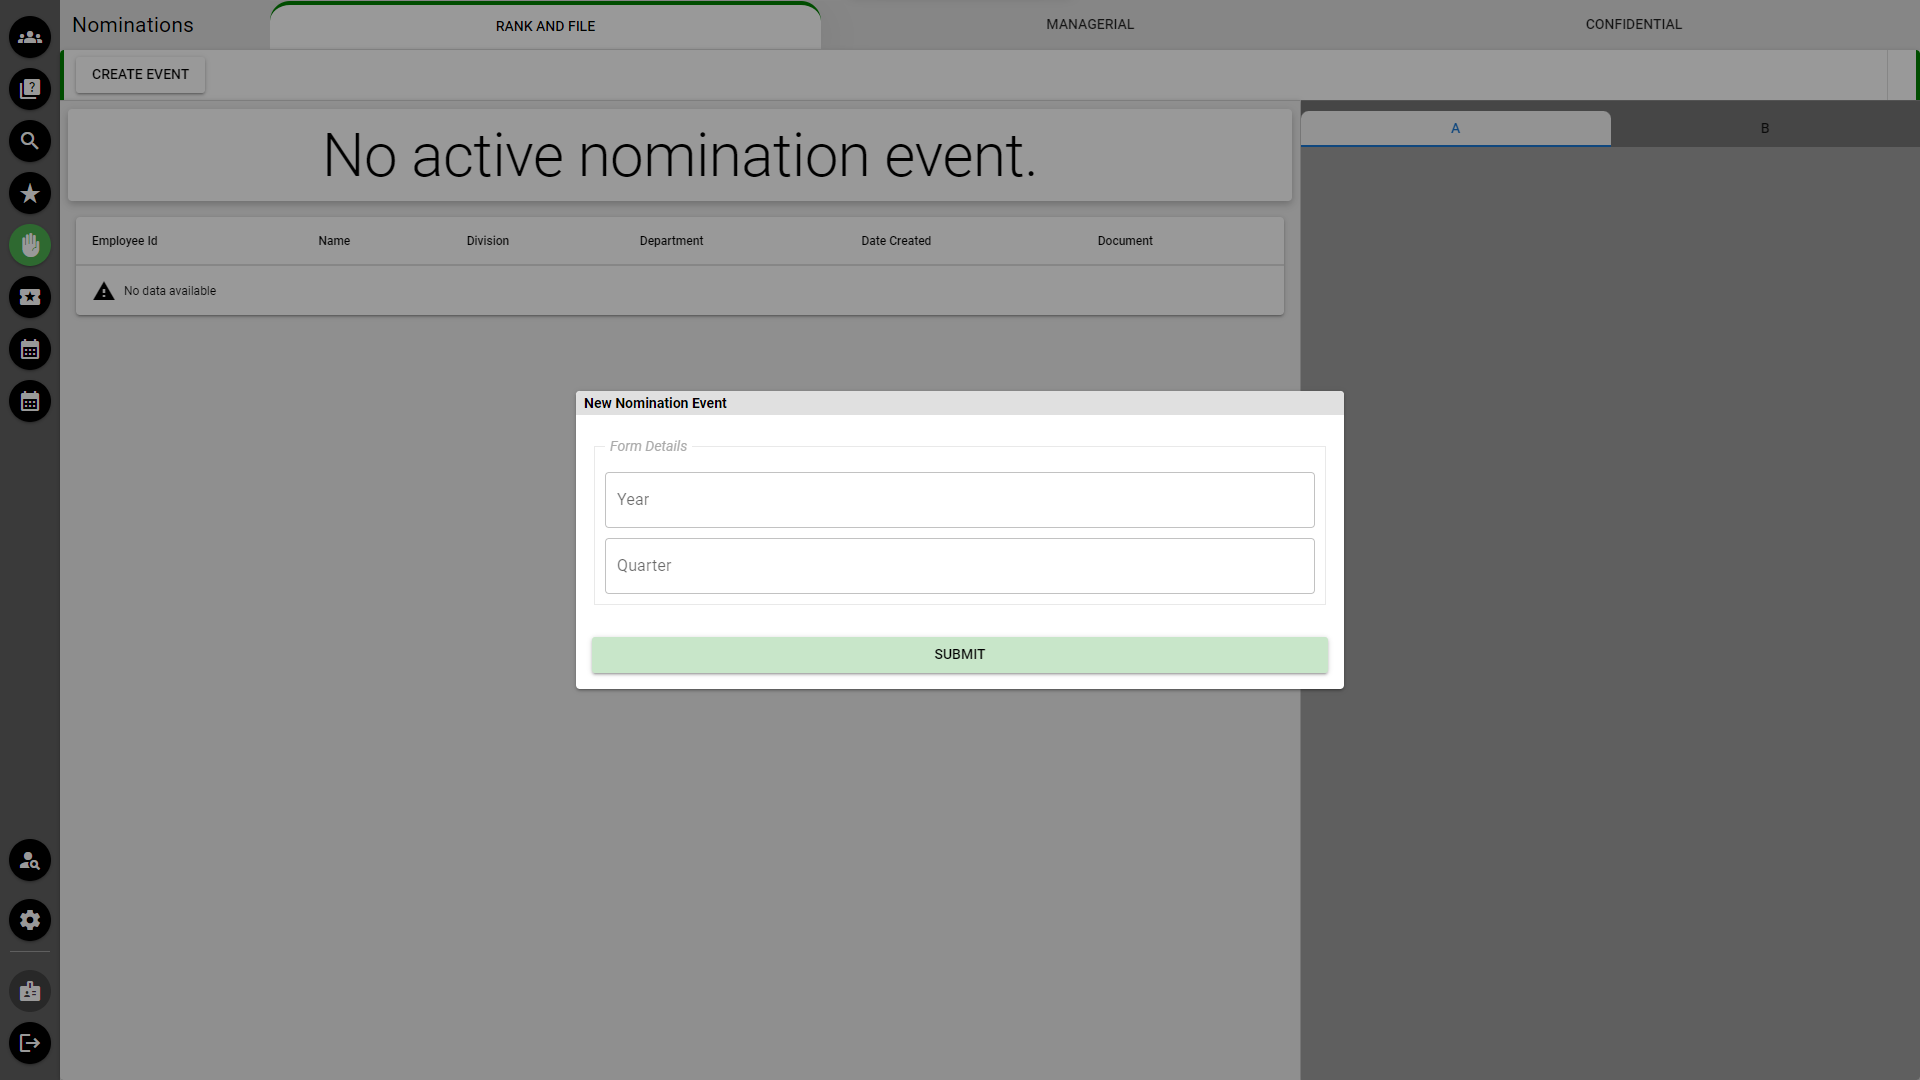 Nominations
RANK AND FILE
MANAGERIAL
CONFIDENTIAL
CREATE EVENT
No active nomination event.
A
B
Employee Id
Name
Division
Department
Date Created
Document
No data available
New Nomination Event
Form Details
Year
Quarter
SUBMIT